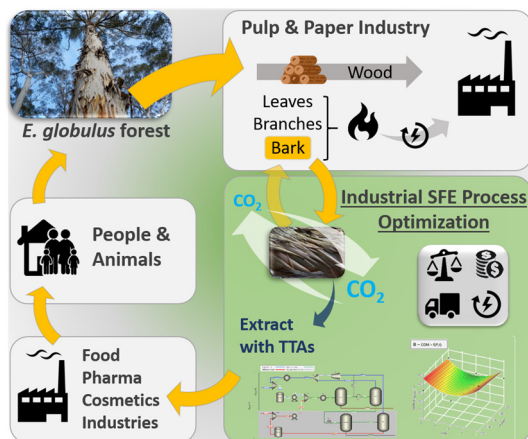 Pulp & Paper Industry
Wood
Leaves
Branches
Bark
E. globulus forest
Industrial SFE Process
Optimization
CO2
CO2
People &
Animals
Extract
with TTAs
Food
Pharma
Cosmetics
Industries